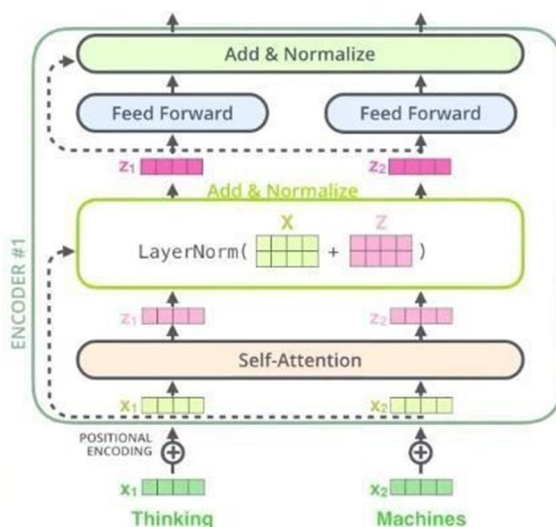 Add & Normalize
Feed Forward Feed Forward
z1 z2
Add & Normalize
X Z
LayerNorm( + )
z1 z2
Self-Attention
x1 x2
ENCODER #1
POSITIONAL
ENCODING
x1 x2
Thinking Machines